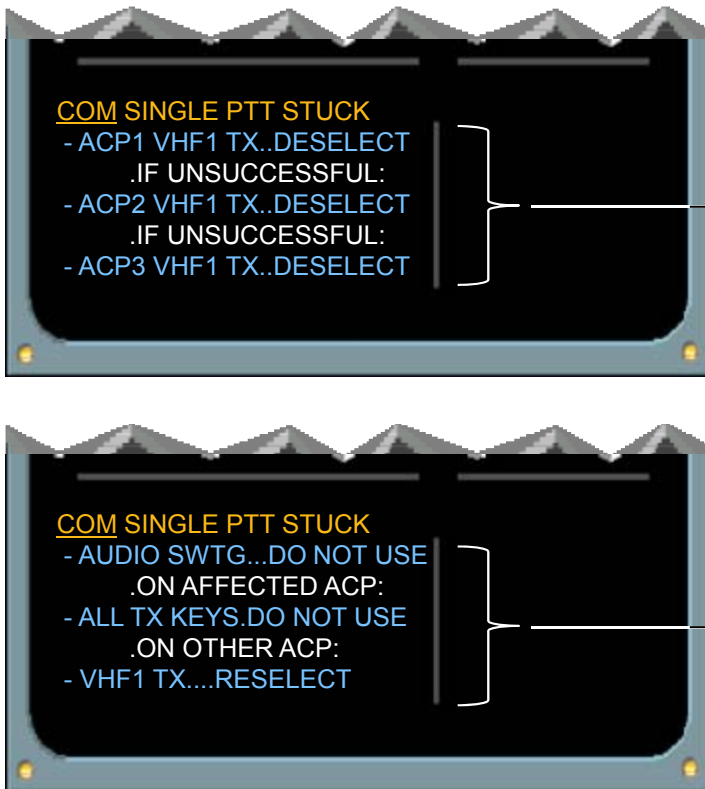 COM SINGLE PTT STUCK
- ACP1 VHF1 TX..DESELECT
.IF UNSUCCESSFUL:
- ACP2 VHF1 TX..DESELECT
.IF UNSUCCESSFUL:
- ACP3 VHF1 TX..DESELECT
COM SINGLE PTT STUCK
- AUDIO SWTG...DO NOT USE
.ON AFFECTED ACP:
- ALL TX KEYS.DO NOT USE
.ON OTHER ACP:
- VHF1 TX....RESELECT